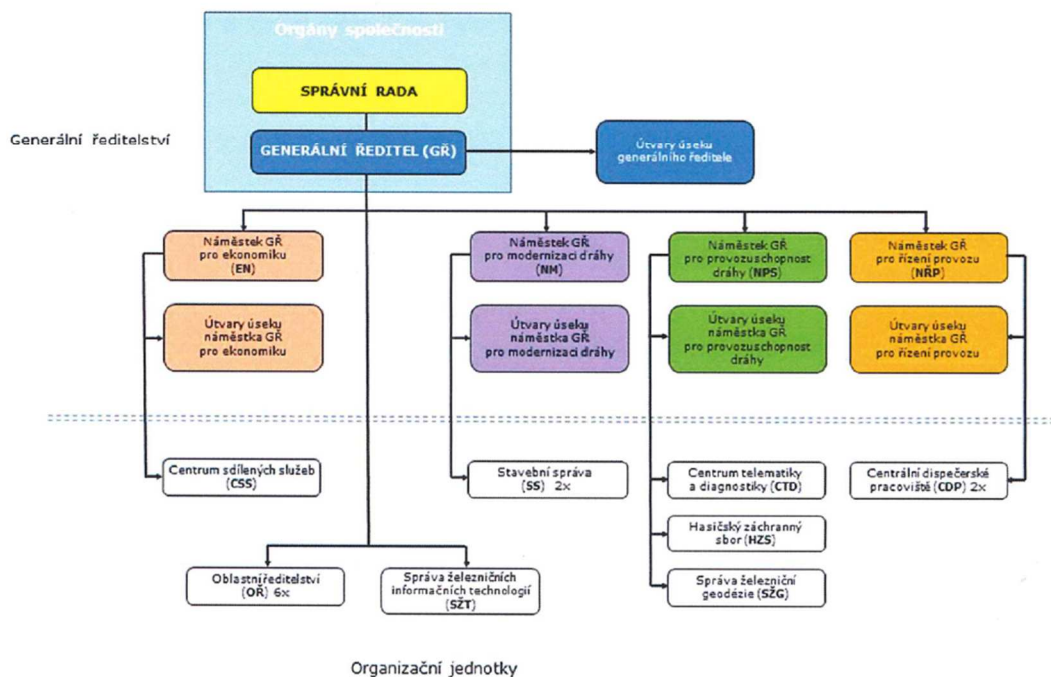 Orgány společnosti
SPRÁVNÍ RADA
Generální ředitelství
GENERÁLNÍ ŘEDITEL (GŘ)
Útvary úseku
generálního ředitele
Náměstek GŘ
pro ekonomiku
(EN)
Náměstek GŘ
pro modernizaci dráhy
(NM)
Náměstek GŘ
pro provozuschopnost
dráhy (NPS)
Náměstek GŘ
pro řízení provozu
(NŘP)
Útvary úseku
náměstka GŘ
pro ekonomiku
Útvary úseku
náměstka GŘ
pro modernizaci dráhy
Útvary úseku
náměstka GŘ
pro provozuschopnost
dráhy
Útvary úseku
náměstka GŘ
pro řízení provozu
Centrum sdílených služeb
(CSS)
Stavební správa
(SS) 2x
Centrum telematiky
a diagnostiky (CTD)
Centrální dispečerské
pracoviště (CDP) 2x
Hasičský záchranný
sbor (HZS)
Oblastní ředitelství
(OŘ) 6x
Správa železničních
informačních technologií
(SŽT)
Správa železniční
geodézie (SŽG)
Organizační jednotky